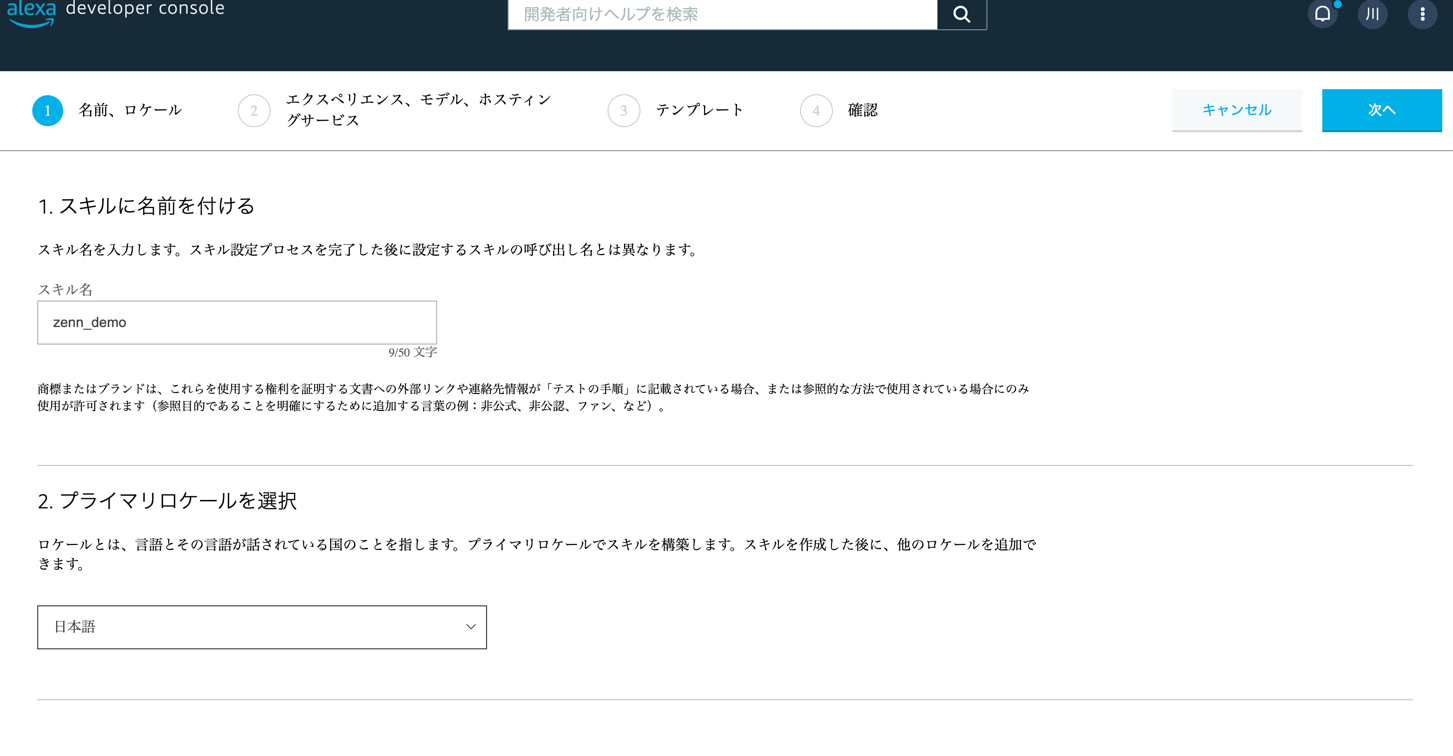 alexa developer console
開発者向けヘルプを検索
川
1 名前、ロケール
2 エクスペリエンス、モデル、ホスティン
グサービス
3 テンプレート
4 確認
キャンセル
次へ
1. スキルに名前を付ける
スキル名を入力します。スキル設定プロセスを完了した後に設定するスキルの呼び出し名とは異なります。
スキル名
zenn_demo
9/50 文字
商標またはブランドは、これらを使用する権利を証明する文書への外部リンクや連絡先情報が「テストの手順」に記載されている場合、または参照的な方法で使用されている場合にのみ
使用が許可されます（参照目的であることを明確にするために追加する言葉の例：非公式、非公認、ファン、など）。
2. プライマリロケールを選択
ロケールとは、言語とその言語が話されている国のことを指します。プライマリロケールでスキルを構築します。スキルを作成した後に、他のロケールを追加で
きます。
日本語